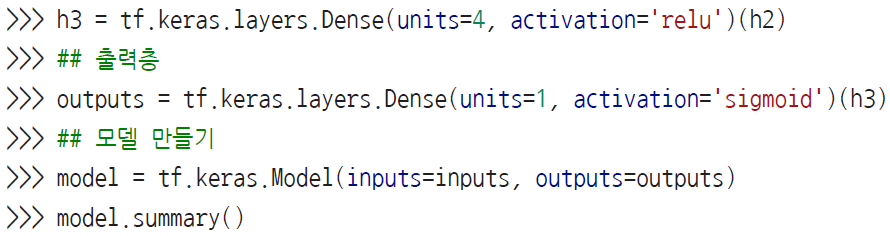 >>> h3 = tf.keras.layers.Dense(units=4, activation='relu')(h2)
>>> ## 출력층
>>> outputs = tf.keras.layers.Dense(units=1, activation='sigmoid')(h3)
>>> ## 모델 만들기
>>> model = tf.keras.Model(inputs=inputs, outputs=outputs)
>>> model.summary()